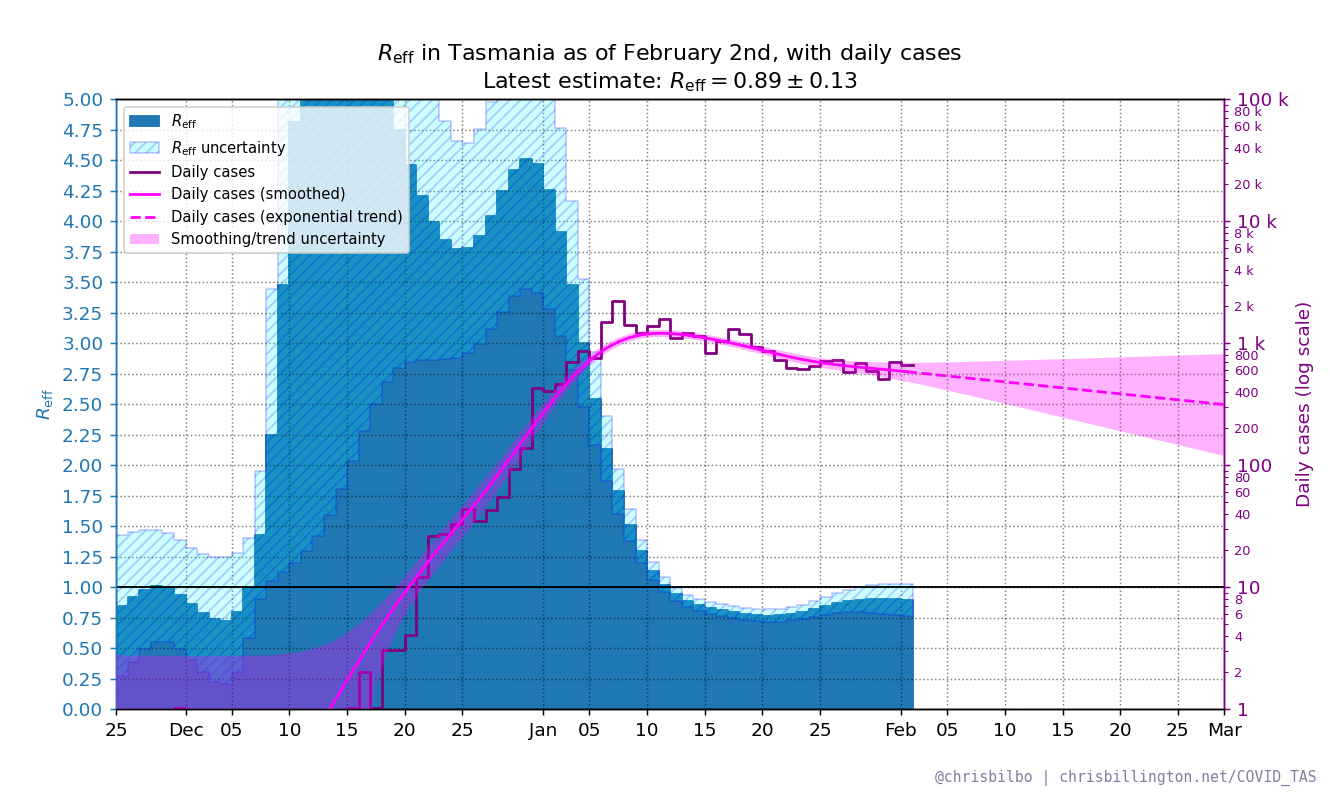 Reff in Tasmania as of February 2nd, with daily cases
Latest estimate: Reff = 0.89 ± 0.13
Reff
Reff uncertainty
Daily cases
Daily cases (smoothed)
Daily cases (exponential trend)
Smoothing/trend uncertainty
Reff
5.00
4.75
4.50
4.25
4.00
3.75
3.50
3.25
3.00
2.75
2.50
2.25
2.00
1.75
1.50
1.25
1.00
0.75
0.50
0.25
0.00
100 k
80 k
60 k
40 k
20 k
10 k
8 k
6 k
4 k
2 k
1 k
800
600
400
200
100
80
60
40
20
10
8
6
4
2
1
Daily cases (log scale)
25 Dec 05 10 15 20 25 Jan 05 10 15 20 25 Feb 05 10 15 20 25 Mar
@chrisbilbo | chrisbillington.net/COVID_TAS